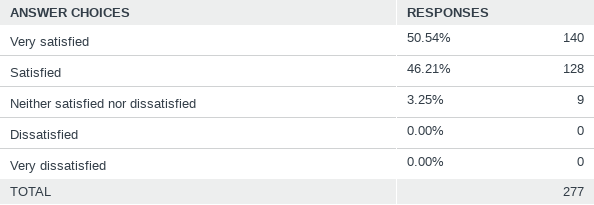 ANSWER CHOICES RESPONSES
Very satisfied 50.54% 140
Satisfied 46.21% 128
Neither satisfied nor dissatisfied 3.25% 9
Dissatisfied 0.00% 0
Very dissatisfied 0.00% 0
TOTAL 277